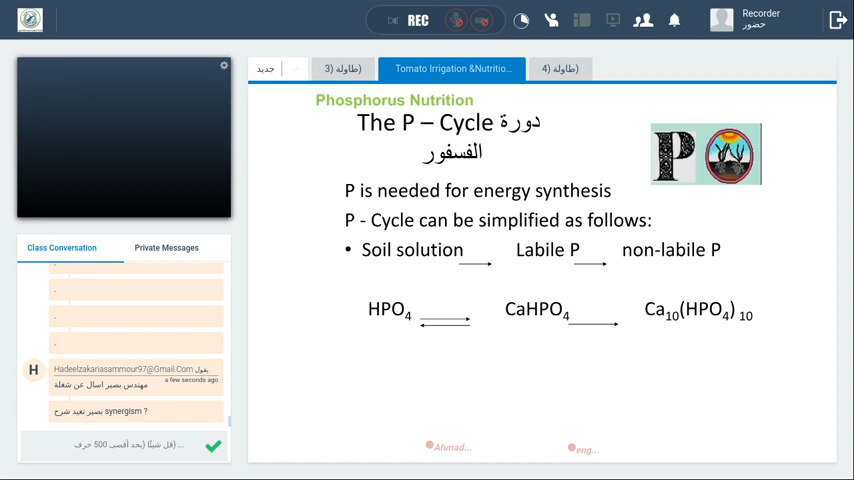 REC
Recorder
حضور
جديد
طاولة (3)
Tomato Irrigation &Nutritio...
طاولة (4)
Phosphorus Nutrition
The P – Cycle دورة
الفسفور
P
P is needed for energy synthesis
P - Cycle can be simplified as follows:
• Soil solution Labile P non-labile P
HPO4 CaHPO4 Ca10(HPO4) 10
Ahmad...
eng...
Class Conversation
Private Messages
.
.
.
.
H
Hadeelzakariasammour97@Gmail.Com يقول
a few seconds ago
مهندس بصير اسال عن شغلة
بصير تعيد شرح synergism ?
... (قل شيئًا (بحد أقصى 500 حرف